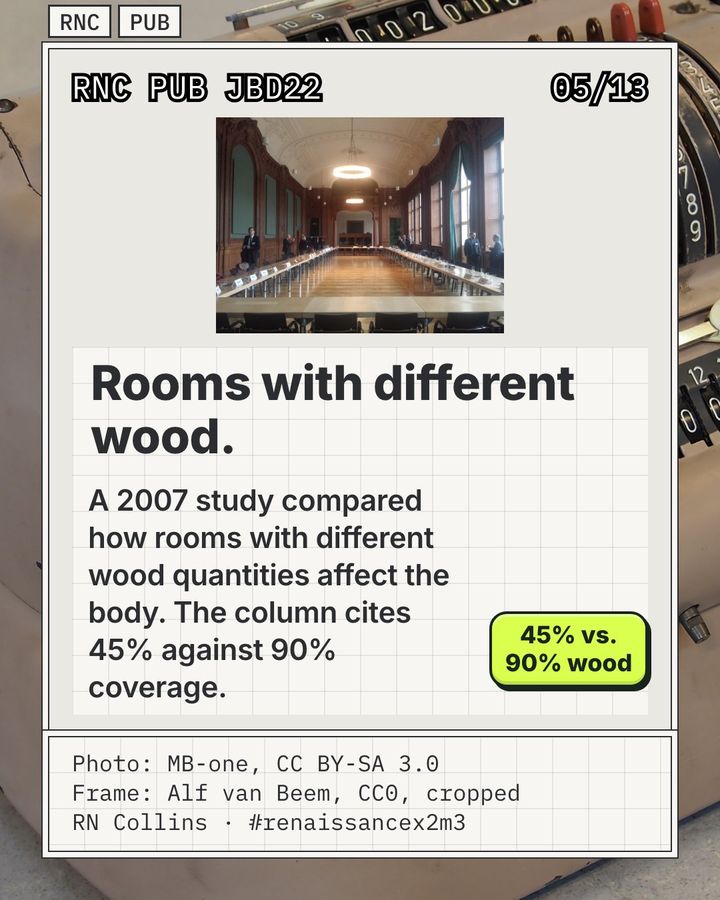 RNC PUB
RNC PUB JBD22 05/13
Rooms with different
wood.
A 2007 study compared
how rooms with different
wood quantities affect the
body. The column cites
45% against 90%
coverage.
45% vs.
90% wood
Photo: MB-one, CC BY-SA 3.0
Frame: Alf van Beem, CC0, cropped
RN Collins · #renaissancex2m3